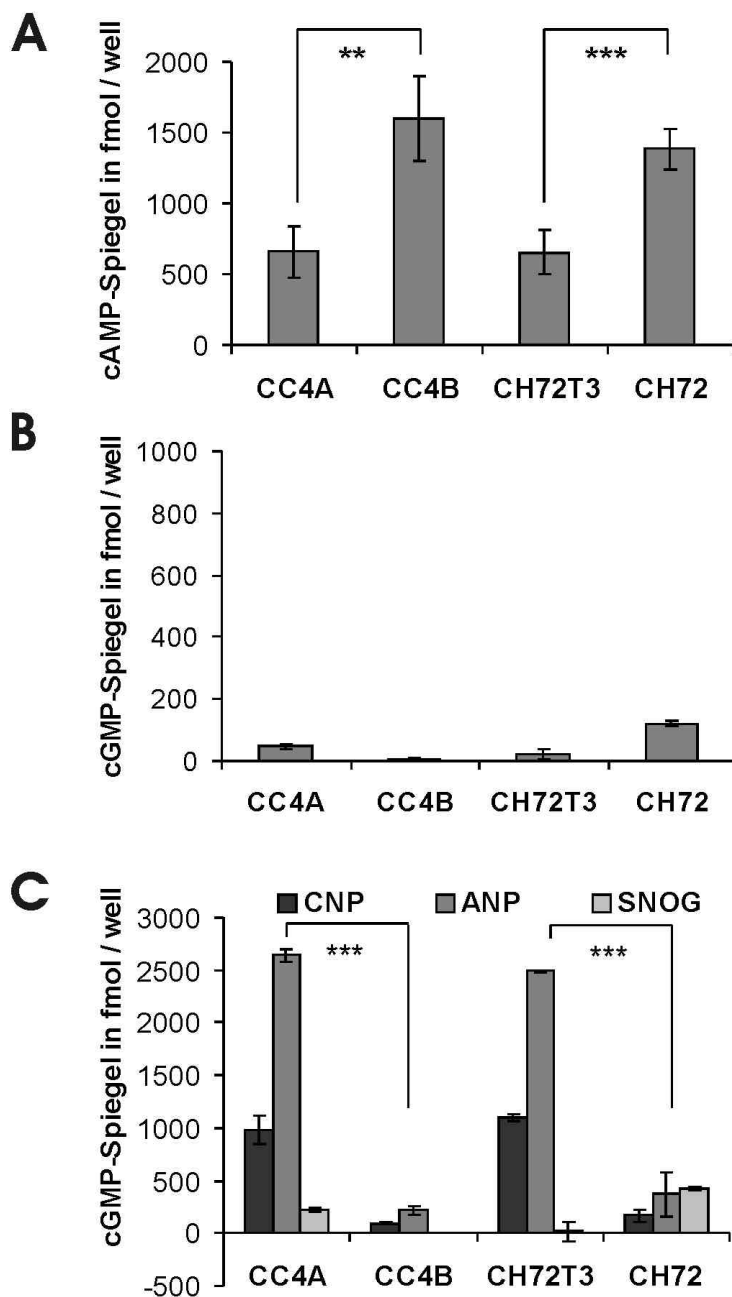 A
** ***
2000
1500
1000
500
0
cAMP-Spiegel in fmol / well
CC4A CC4B CH72T3 CH72
B
1000
800
600
400
200
0
cGMP-Spiegel in fmol / well
CC4A CC4B CH72T3 CH72
C
CNP ANP SNOG
*** ***
3000
2500
2000
1500
1000
500
0
-500
cGMP-Spiegel in fmol / well
CC4A CC4B CH72T3 CH72